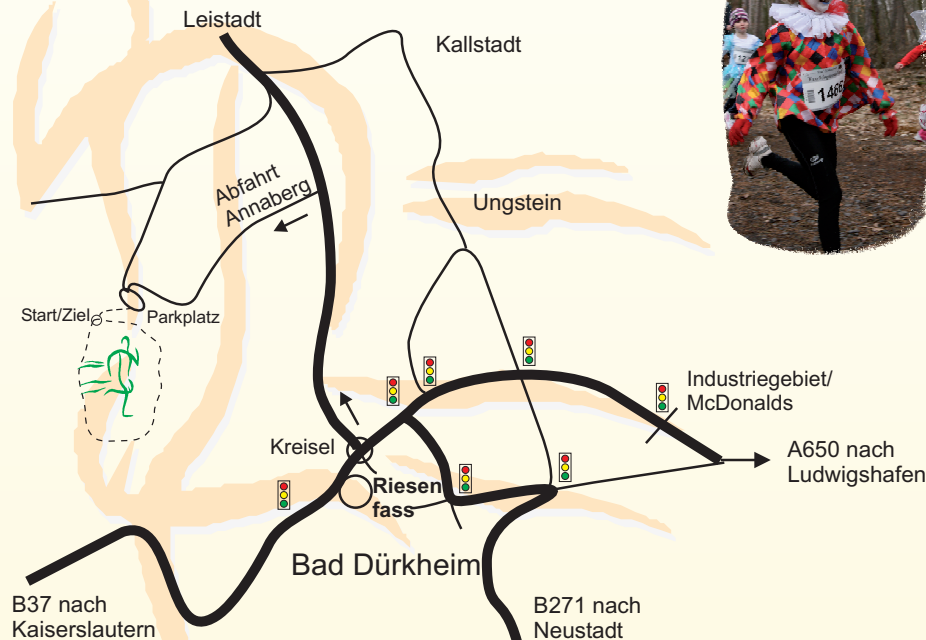 Leistadt
Kallstadt
1466
Abfahrt
Annaberg
Ungstein
Start/Ziel
Parkplatz
Industriegebiet/
McDonalds
Kreisel
A650 nach
Ludwigshafen
Riesen
fass
Bad Dürkheim
B37 nach
Kaiserslautern
B271 nach
Neustadt